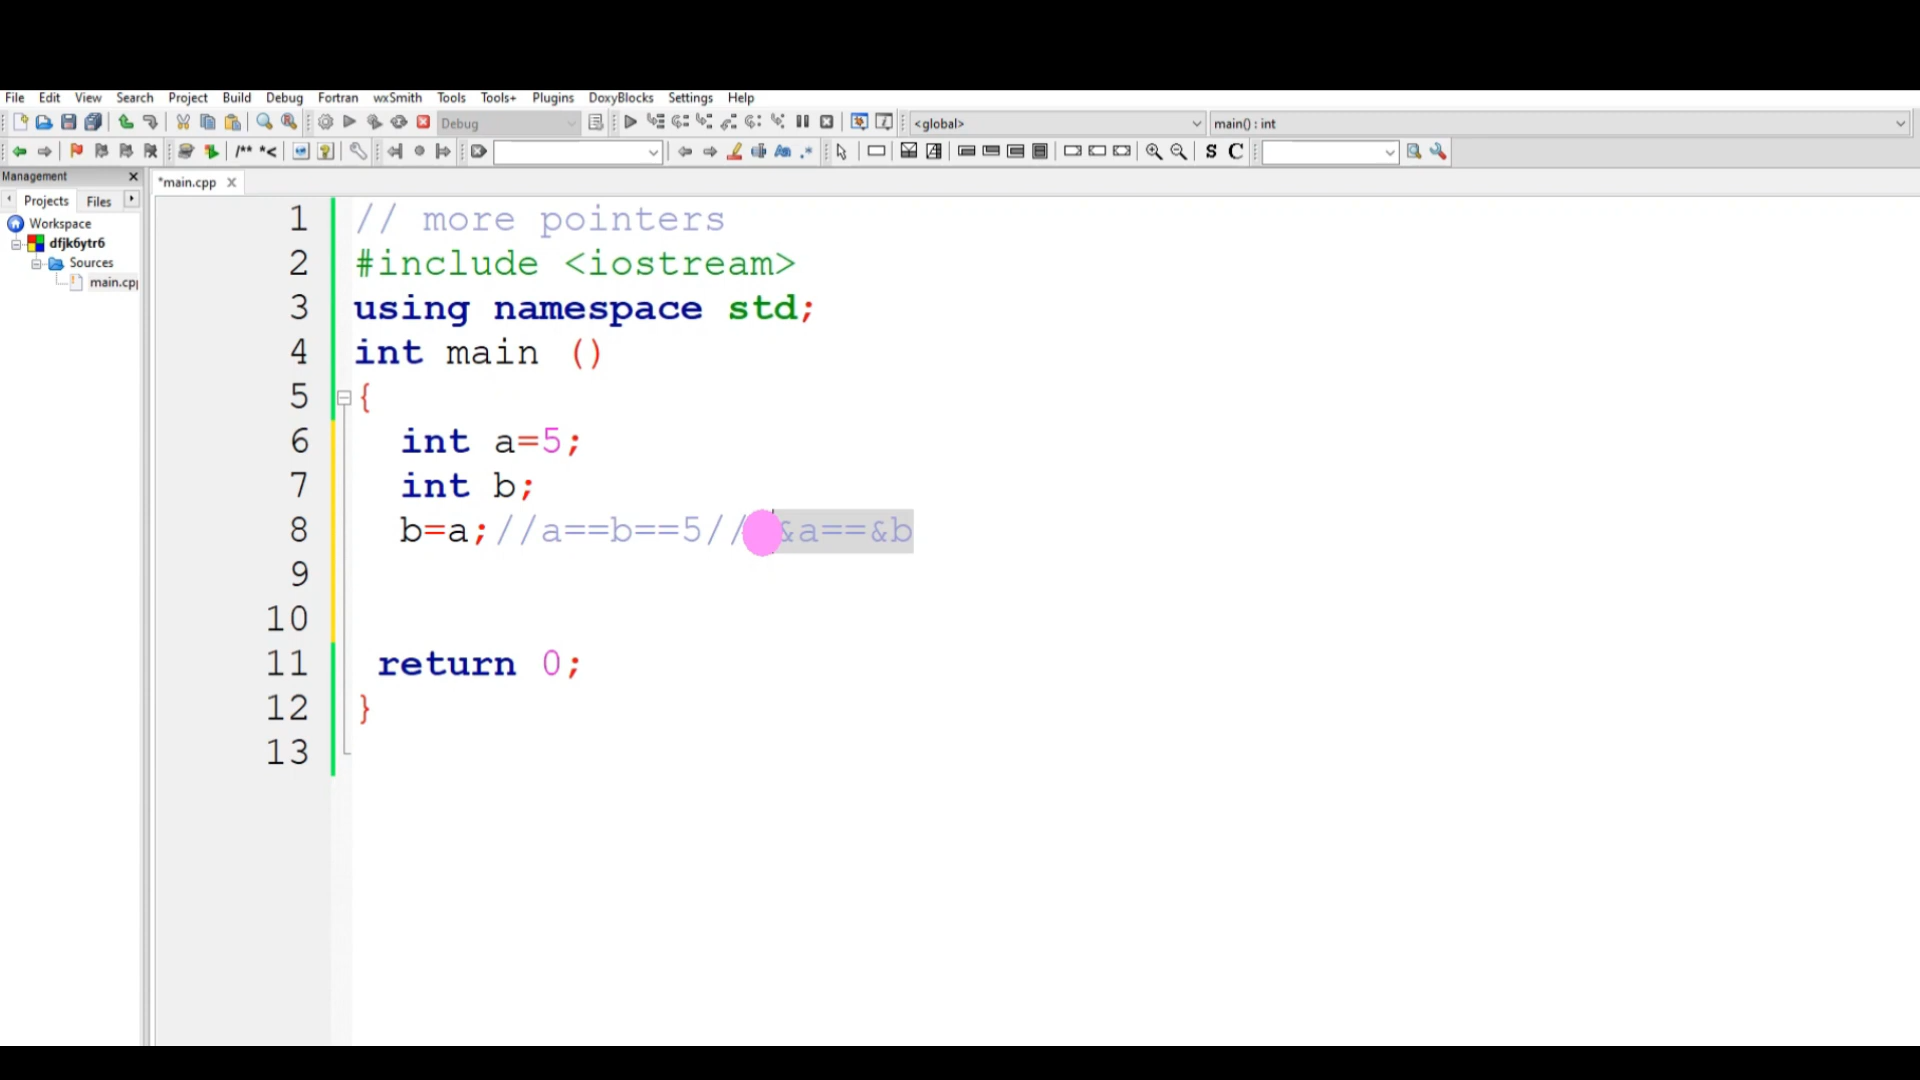 File Edit View Search Project Build Debug Fortran wxSmith Tools Tools+ Plugins DoxyBlocks Settings Help
Debug <global> main() : int
/** *< S C
Management
*main.cpp
Projects Files
Workspace
dfjk6ytr6
Sources
main.cpp
1 // more pointers
2 #include <iostream>
3 using namespace std;
4 int main ()
5 {
6 int a=5;
7 int b;
8 b=a;//a==b==5// &a==&b
9
10
11 return 0;
12 }
13